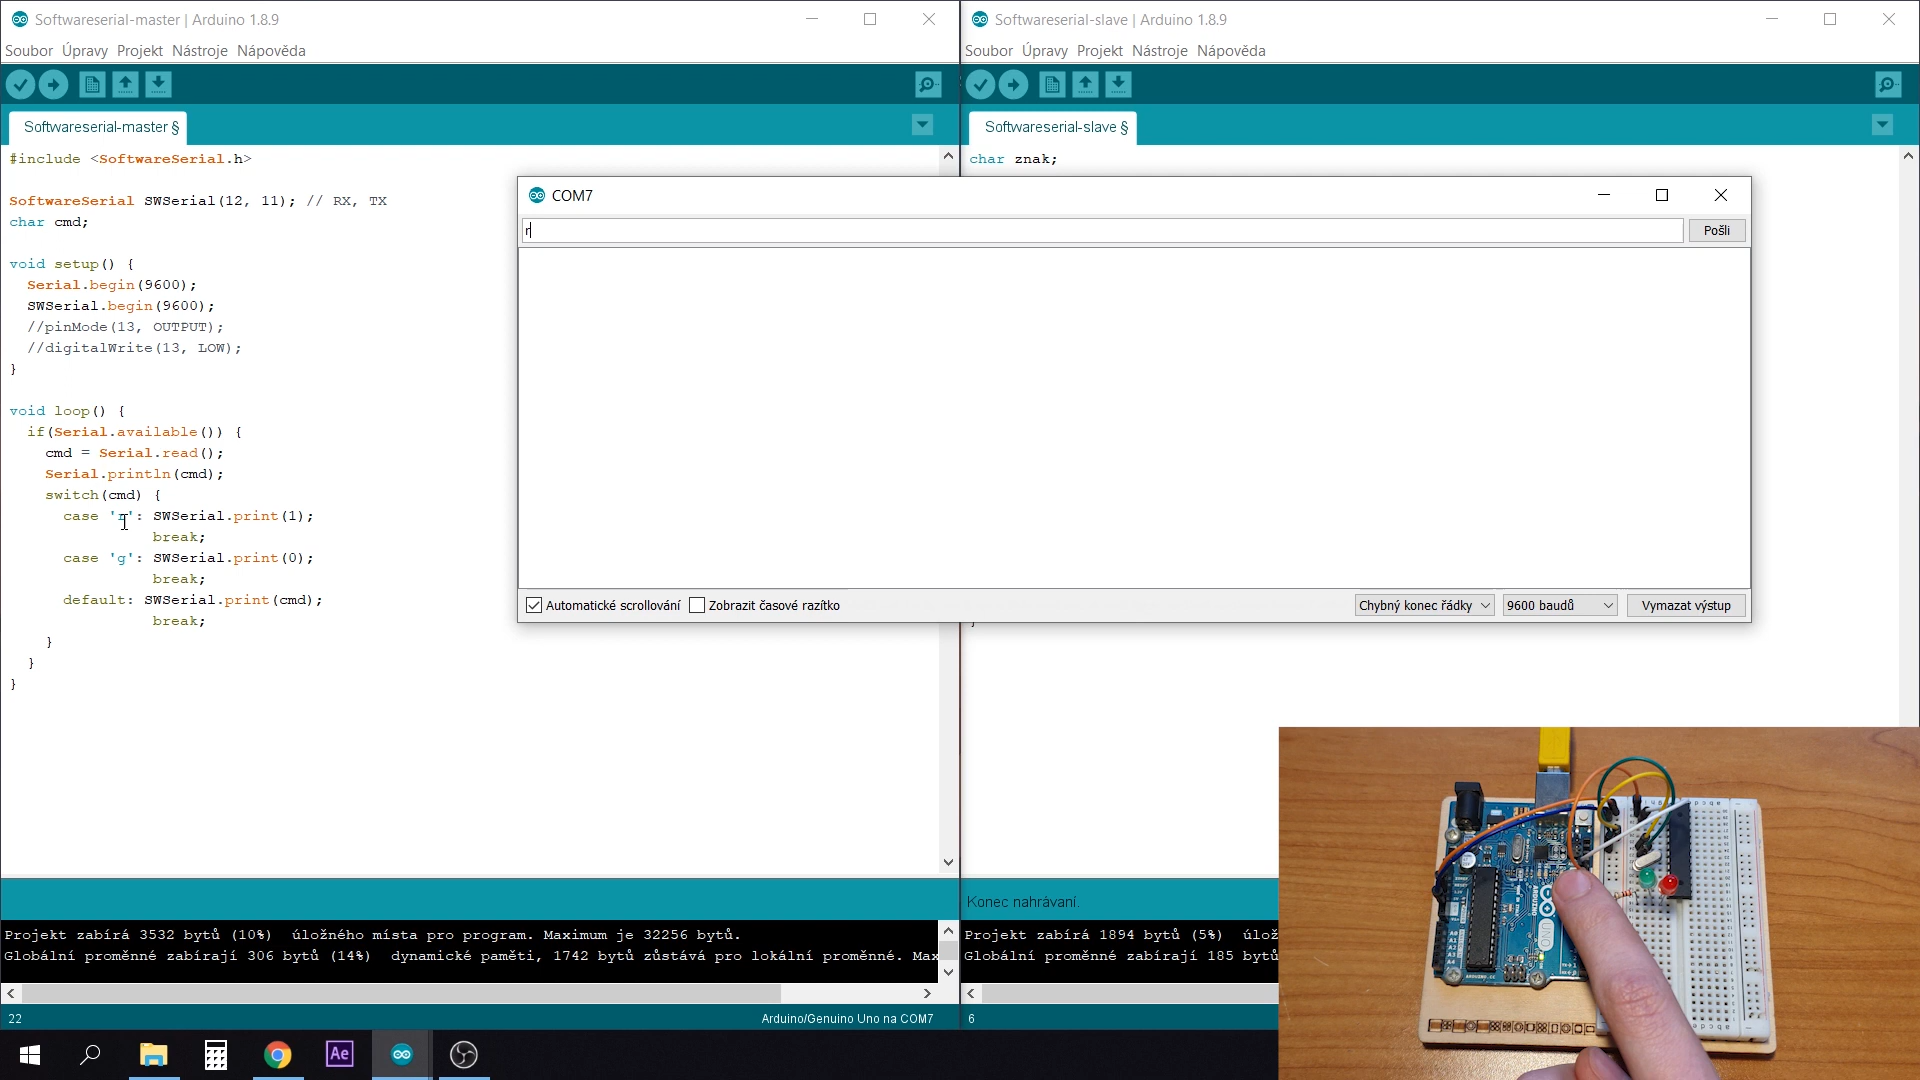 Softwareserial-master | Arduino 1.8.9
Soubor Úpravy Projekt Nástroje Nápověda
Softwareserial-master §
#include <SoftwareSerial.h>
SoftwareSerial SWSerial(12, 11); // RX, TX
char cmd;
void setup() {
Serial.begin(9600);
SWSerial.begin(9600);
//pinMode(13, OUTPUT);
//digitalWrite(13, LOW);
}
void loop() {
if(Serial.available()) {
cmd = Serial.read();
Serial.println(cmd);
switch(cmd) {
case 'r': SWSerial.print(1);
break;
case 'g': SWSerial.print(0);
break;
default: SWSerial.print(cmd);
break;
}
}
}
Projekt zabírá 3532 bytů (10%) úložného místa pro program. Maximum je 32256 bytů.
Globální proměnné zabírají 306 bytů (14%) dynamické paměti, 1742 bytů zůstává pro lokální proměnné. Max
22
Arduino/Genuino Uno na COM7
Softwareserial-slave | Arduino 1.8.9
Soubor Úpravy Projekt Nástroje Nápověda
Softwareserial-slave §
char znak;
COM7
r
Pošli
Automatické scrollování
Zobrazit časové razítko
Chybný konec řádky
9600 baudů
Vymazat výstup
}
Konec nahrávaní.
Projekt zabírá 1894 bytů (5%) úlož
Globální proměnné zabírají 185 bytů
6
Ae
UNO